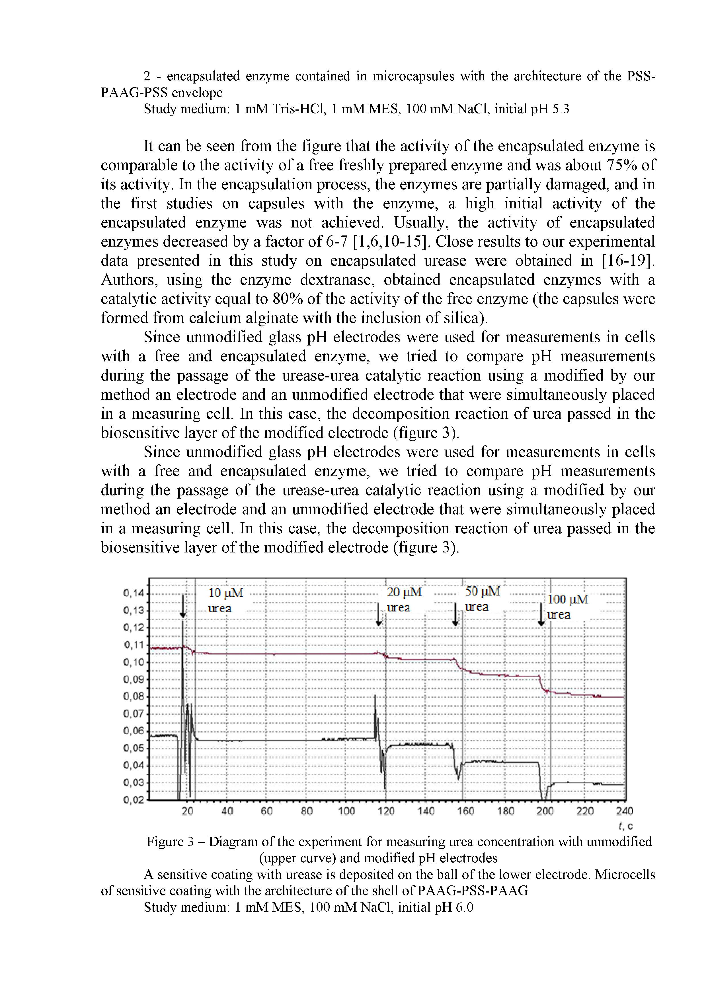 2 - encapsulated enzyme contained in microcapsules with the architecture of the PSS-
PAAG-PSS envelope
Study medium: 1 mM Tris-HCl, 1 mM MES, 100 mM NaCl, initial pH 5.3
It can be seen from the figure that the activity of the encapsulated enzyme is
comparable to the activity of a free freshly prepared enzyme and was about 75% of
its activity. In the encapsulation process, the enzymes are partially damaged, and in
the first studies on capsules with the enzyme, a high initial activity of the
encapsulated enzyme was not achieved. Usually, the activity of encapsulated
enzymes decreased by a factor of 6-7 [1,6,10-15]. Close results to our experimental
data presented in this study on encapsulated urease were obtained in [16-19].
Authors, using the enzyme dextranase, obtained encapsulated enzymes with a
catalytic activity equal to 80% of the activity of the free enzyme (the capsules were
formed from calcium alginate with the inclusion of silica).
Since unmodified glass pH electrodes were used for measurements in cells
with a free and encapsulated enzyme, we tried to compare pH measurements
during the passage of the urease-urea catalytic reaction using a modified by our
method an electrode and an unmodified electrode that were simultaneously placed
in a measuring cell. In this case, the decomposition reaction of urea passed in the
biosensitive layer of the modified electrode (figure 3).
Since unmodified glass pH electrodes were used for measurements in cells
with a free and encapsulated enzyme, we tried to compare pH measurements
during the passage of the urease-urea catalytic reaction using a modified by our
method an electrode and an unmodified electrode that were simultaneously placed
in a measuring cell. In this case, the decomposition reaction of urea passed in the
biosensitive layer of the modified electrode (figure 3).
0,14
0,13
0,12
0,11
0,10
0,09
0,08
0,07
0,06
0,05
0,04
0,03
0,02
10 μM
urea
20 μM
urea
50 μM
urea
100 μM
urea
20 40 60 80 100 120 140 160 180 200 220 240
t, c
Figure 3 – Diagram of the experiment for measuring urea concentration with unmodified
(upper curve) and modified pH electrodes
A sensitive coating with urease is deposited on the ball of the lower electrode. Microcells
of sensitive coating with the architecture of the shell of PAAG-PSS-PAAG
Study medium: 1 mM MES, 100 mM NaCl, initial pH 6.0